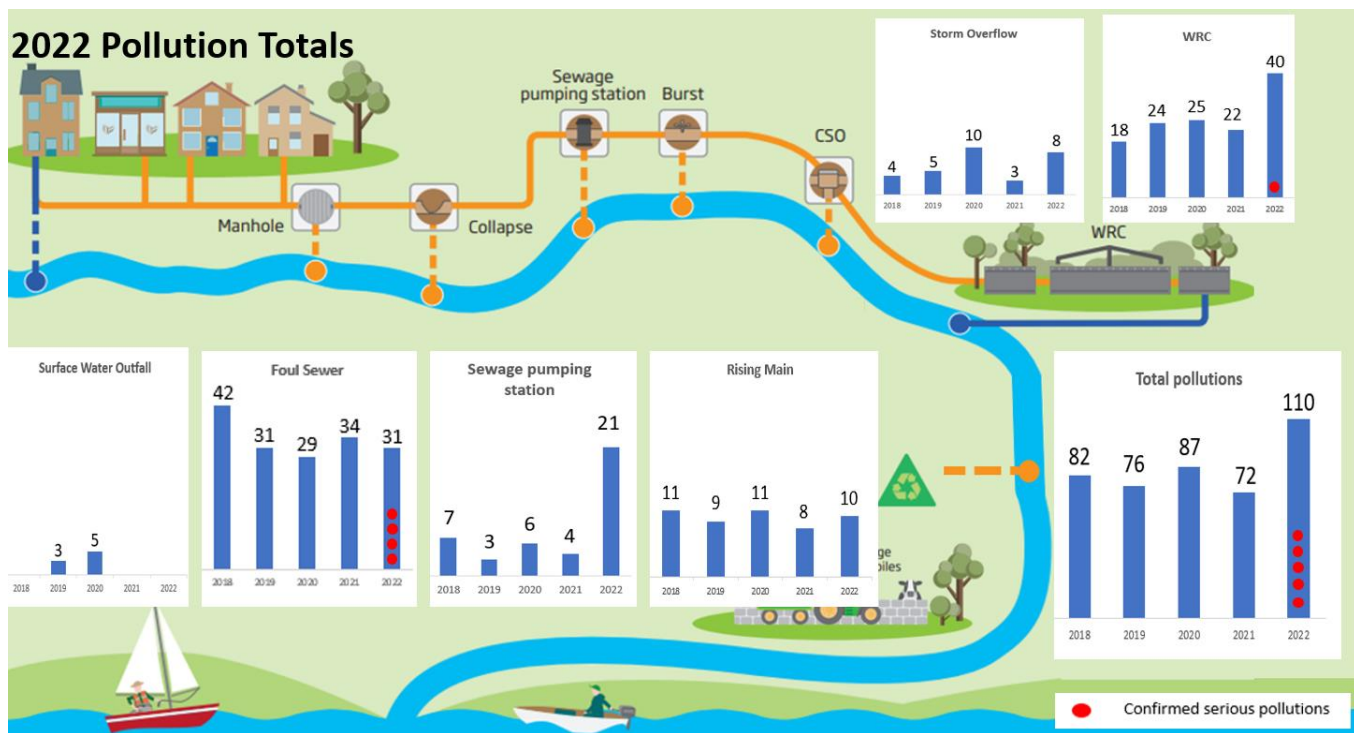 2022 Pollution Totals
Storm Overflow
4
5
10
3
8
2018 2019 2020 2021 2022
WRC
18
24
25
22
40
2018 2019 2020 2021 2022
Sewage
pumping station
Burst
CSO
Manhole
Collapse
WRC
Surface Water Outfall
3
5
2018 2019 2020 2021 2022
Foul Sewer
42
31
29
34
31
2018 2019 2020 2021 2022
Sewage pumping
station
7
3
6
4
21
2018 2019 2020 2021 2022
Rising Main
11
9
11
8
10
2018 2019 2020 2021 2022
Total pollutions
82
76
87
72
110
2018 2019 2020 2021 2022
Confirmed serious pollutions